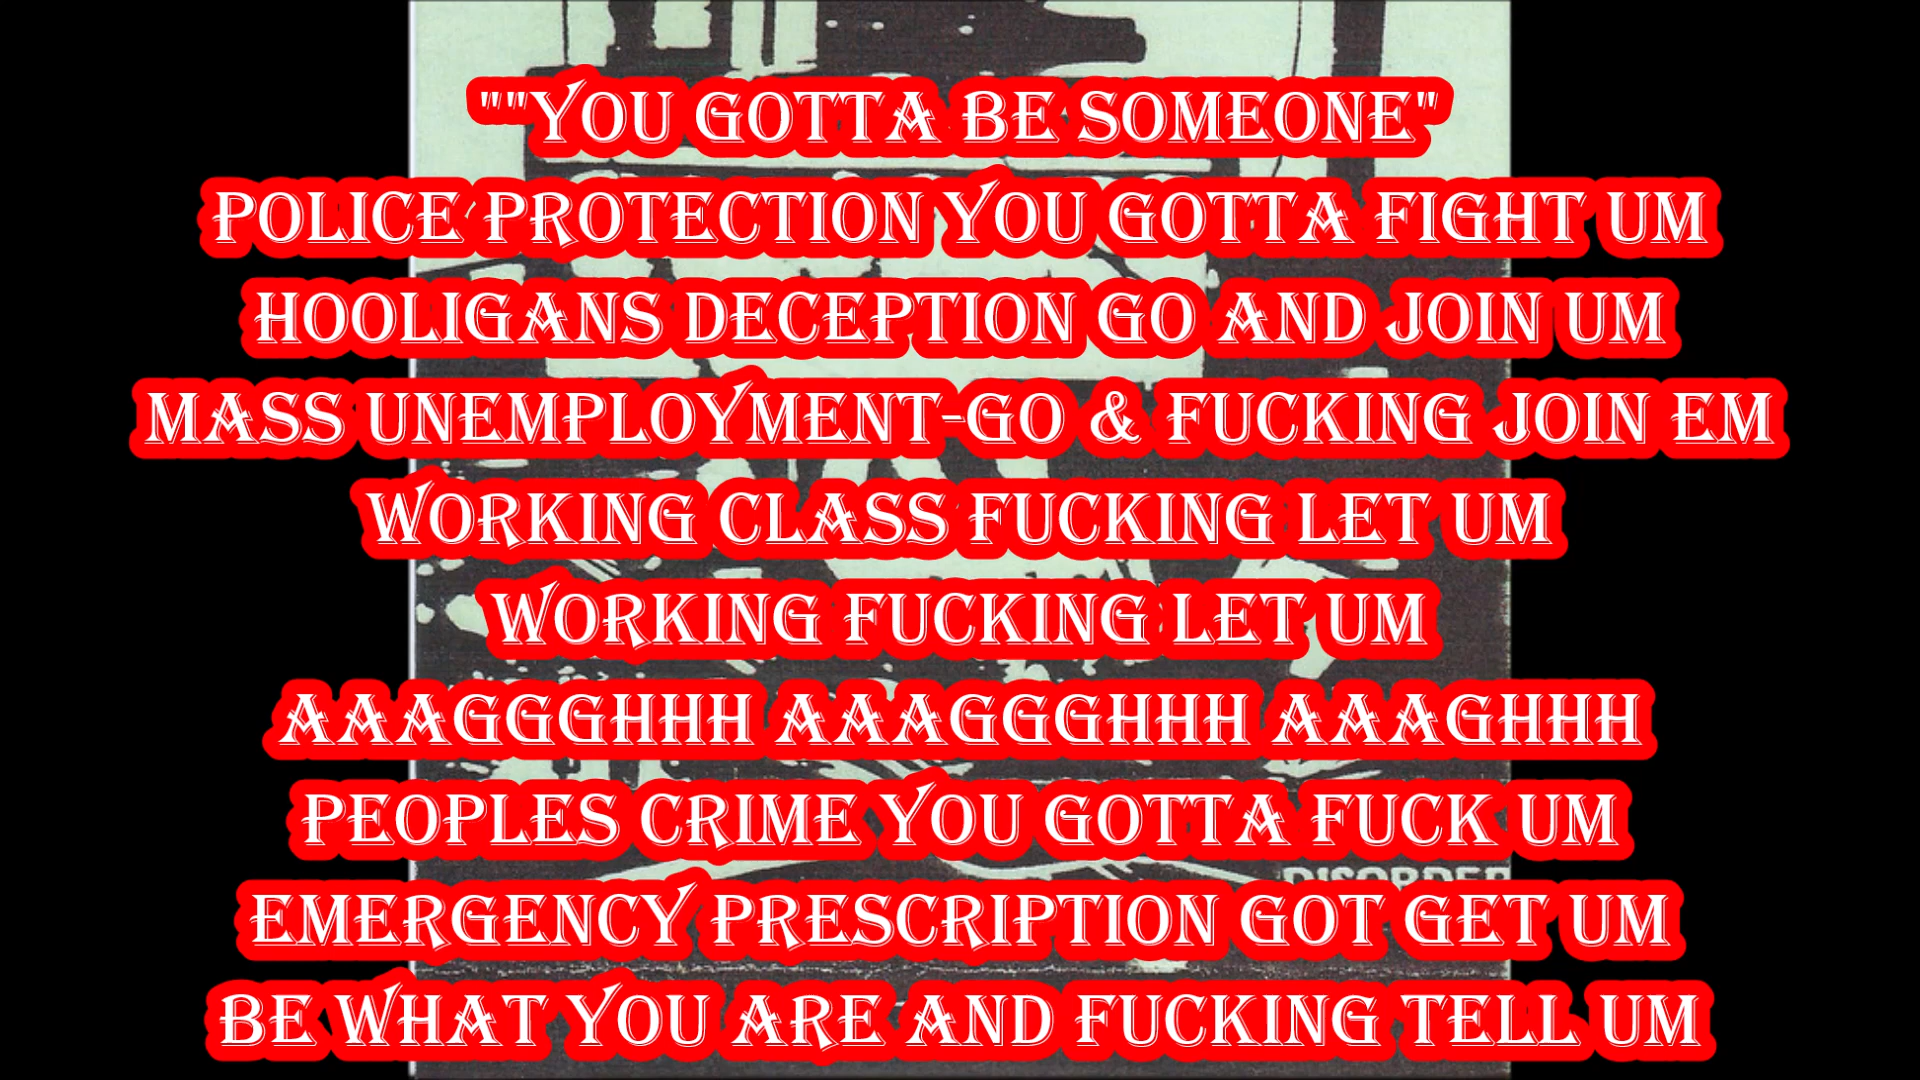 ""YOU GOTTA BE SOMEONE"
POLICE PROTECTION YOU GOTTA FIGHT UM
HOOLIGANS DECEPTION GO AND JOIN UM
MASS UNEMPLOYMENT-GO & FUCKING JOIN EM
WORKING CLASS FUCKING LET UM
WORKING FUCKING LET UM
AAAGGGHHH AAAGGGHHH AAAGHHH
PEOPLES CRIME YOU GOTTA FUCK UM
DISORDER
EMERGENCY PRESCRIPTION GOT GET UM
BE WHAT YOU ARE AND FUCKING TELL UM